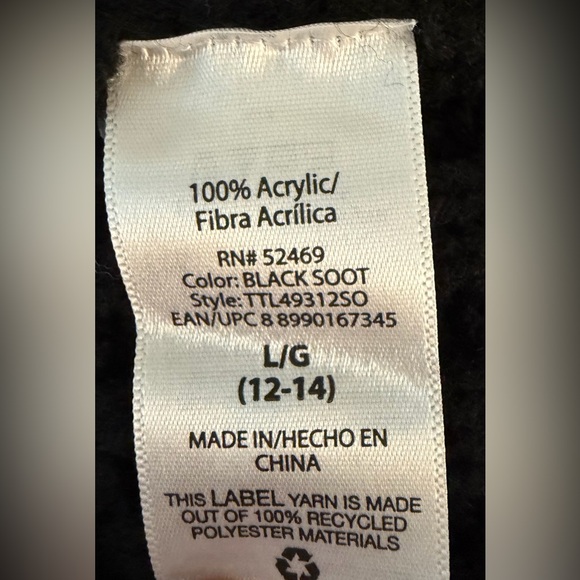 100% Acrylic/
Fibra Acrílica
RN# 52469
Color: BLACK SOOT
Style: TTL49312SO
EAN/UPC 8 8990167345
L/G
(12-14)
MADE IN/HECHO EN
CHINA
THIS LABEL YARN IS MADE
OUT OF 100% RECYCLED
POLYESTER MATERIALS